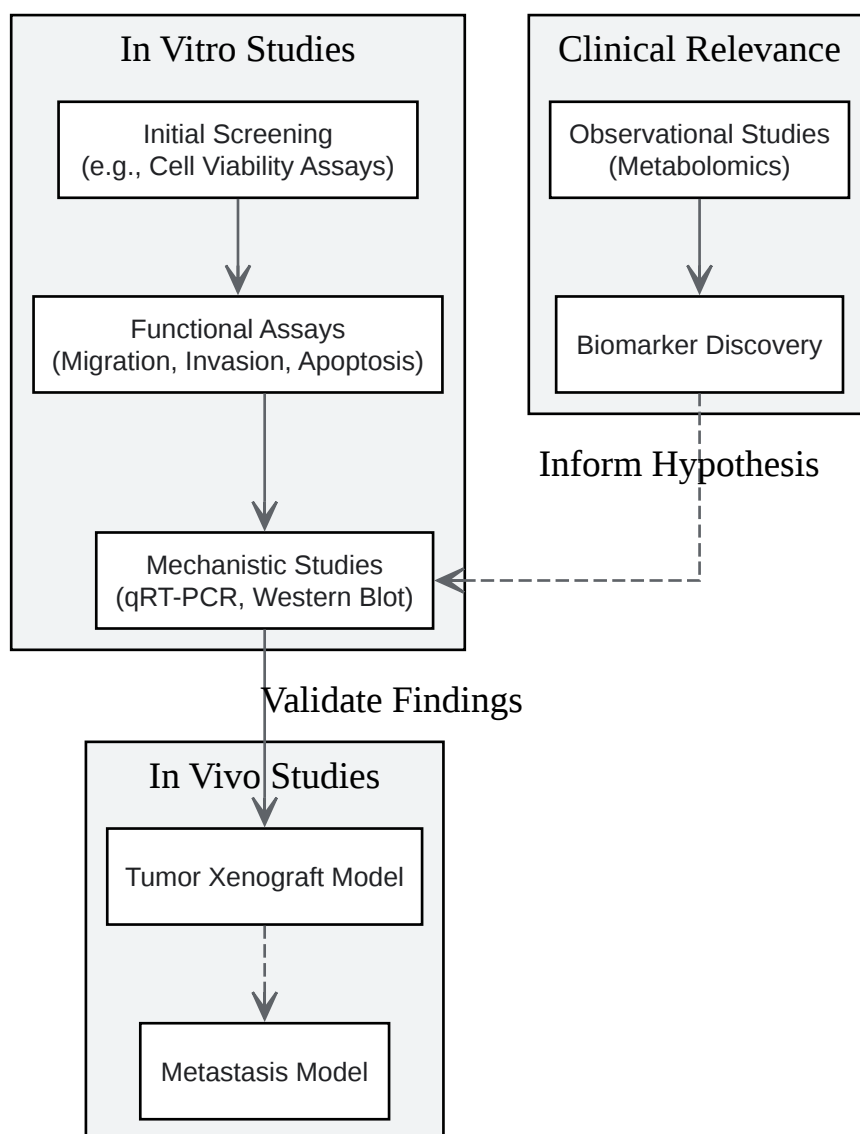 In Vitro Studies
Initial Screening
(e.g., Cell Viability Assays)
Functional Assays
(Migration, Invasion, Apoptosis)
Mechanistic Studies
(qRT-PCR, Western Blot)
Clinical Relevance
Observational Studies
(Metabolomics)
Biomarker Discovery
Inform Hypothesis
Validate Findings
In Vivo Studies
Tumor Xenograft Model
Metastasis Model